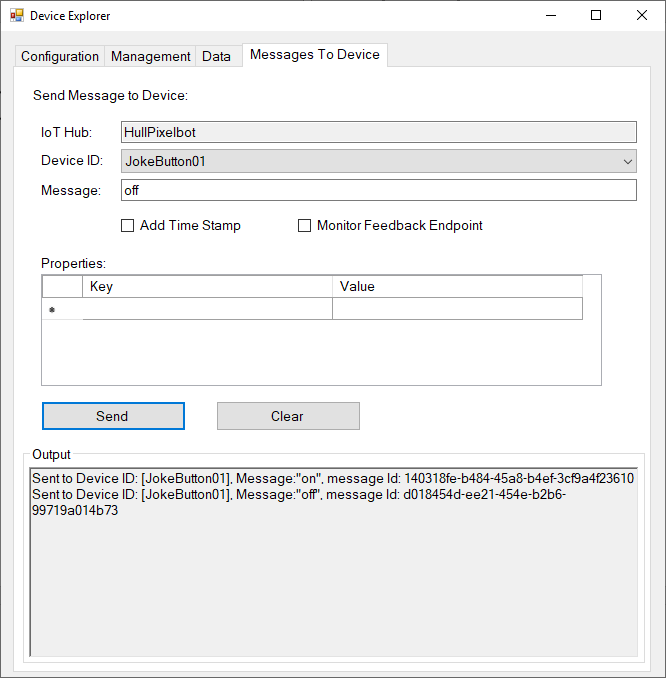 Device Explorer
Configuration Management Data Messages To Device
Send Message to Device:
IoT Hub: HullPixelbot
Device ID: JokeButton01
Message: off
Add Time Stamp Monitor Feedback Endpoint
Properties:
Key Value
*
Send Clear
Output
Sent to Device ID: [JokeButton01], Message:"on", message Id: 140318fe-b484-45a8-b4ef-3cf9a4f23610
Sent to Device ID: [JokeButton01], Message:"off", message Id: d018454d-ee21-454e-b2b6-
99719a014b73